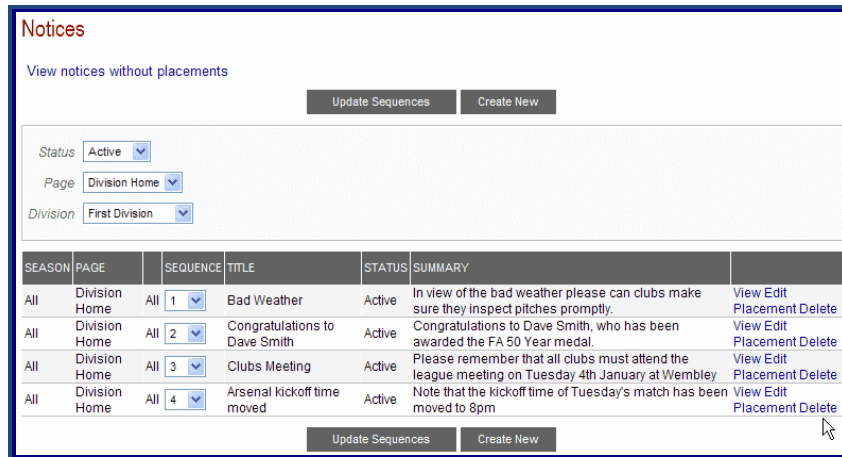 Notices
View notices without placements
Update Sequences Create New
Status Active
Page Division Home
Division First Division
SEASON PAGE SEQUENCE TITLE STATUS SUMMARY
All Division Home All 1 Bad Weather Active In view of the bad weather please can clubs make sure they inspect pitches promptly. View Edit Placement Delete
All Division Home All 2 Congratulations to Dave Smith Active Congratulations to Dave Smith, who has been awarded the FA 50 Year medal. View Edit Placement Delete
All Division Home All 3 Clubs Meeting Active Please remember that all clubs must attend the league meeting on Tuesday 4th January at Wembley View Edit Placement Delete
All Division Home All 4 Arsenal kickoff time moved Active Note that the kickoff time of Tuesday's match has been moved to 8pm View Edit Placement Delete
Update Sequences Create New